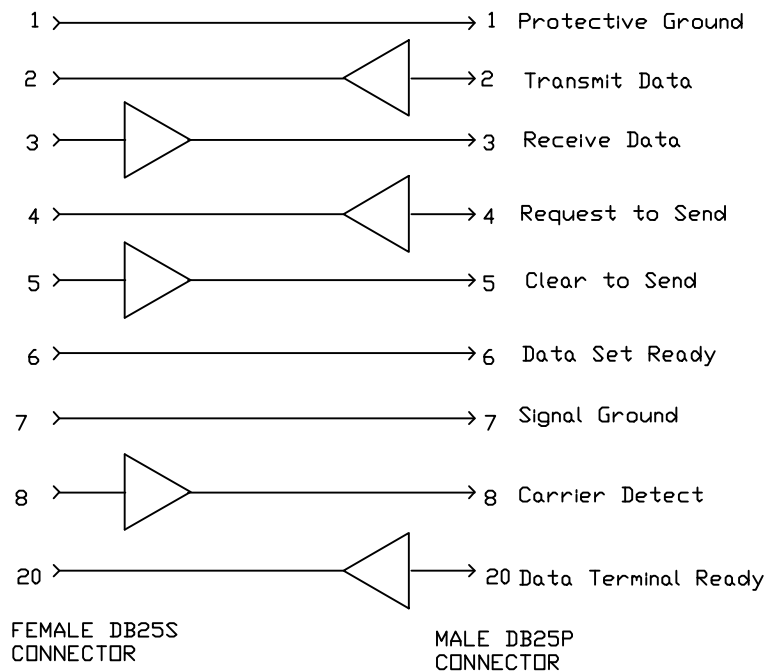 1 1 Protective Ground
2 2 Transmit Data
3 3 Receive Data
4 4 Request to Send
5 5 Clear to Send
6 6 Data Set Ready
7 7 Signal Ground
8 8 Carrier Detect
20 20 Data Terminal Ready
FEMALE DB25S
CONNECTOR
MALE DB25P
CONNECTOR